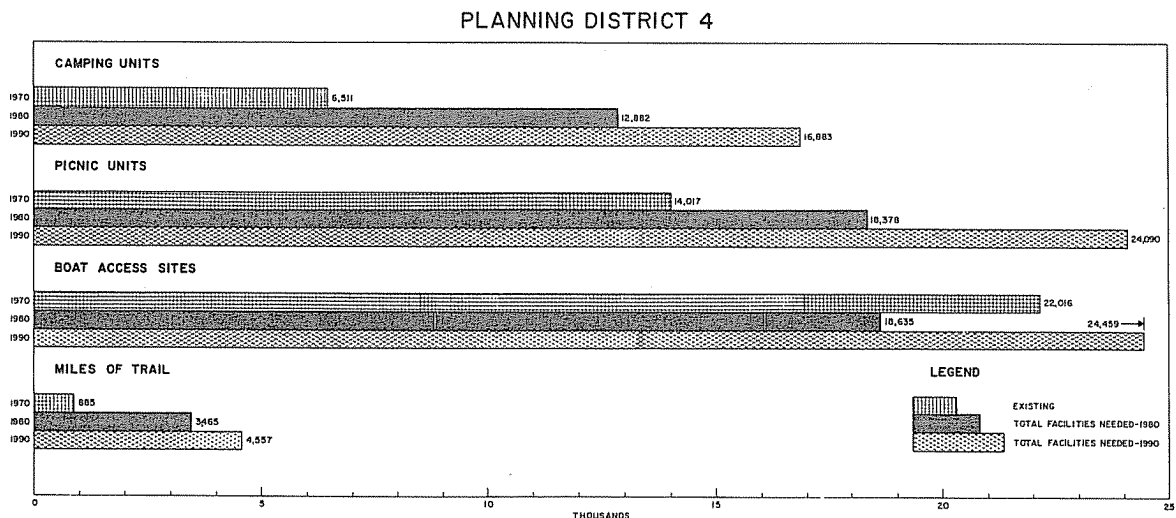 PLANNING DISTRICT 4
CAMPING UNITS
1970 6,511
1980 12,882
1990 16,883
PICNIC UNITS
1970 14,017
1980 18,378
1990 24,090
BOAT ACCESS SITES
1970 22,016
1980 18,635
1990 24,459
MILES OF TRAIL
1970 885
1980 3,465
1990 4,557
LEGEND
EXISTING
TOTAL FACILITIES NEEDED-1980
TOTAL FACILITIES NEEDED-1990
0 5 10 15 20 25
THOUSANDS